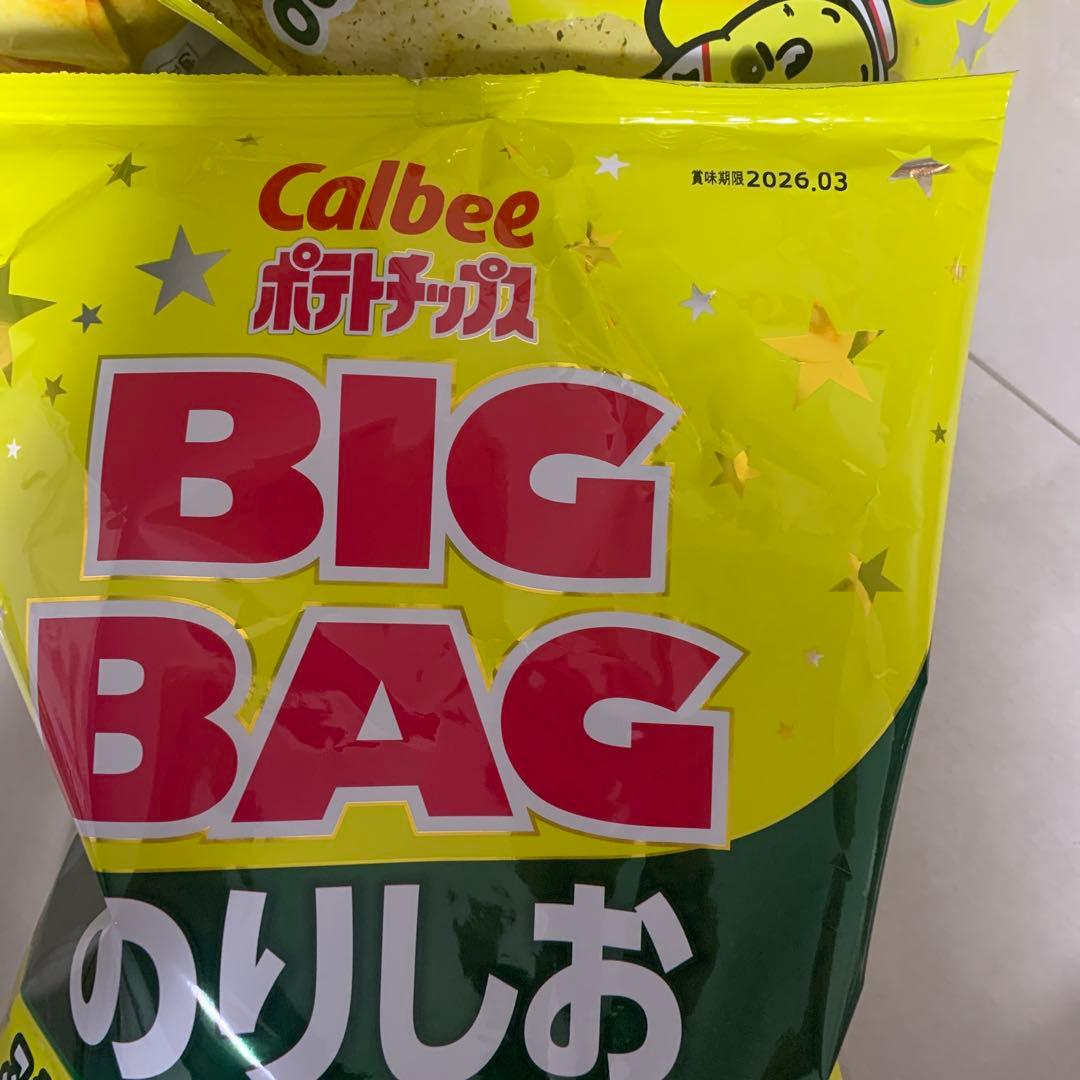 Calbee
賞味期限2026.03
ポテトチップス
BIG
BAG
のりしお